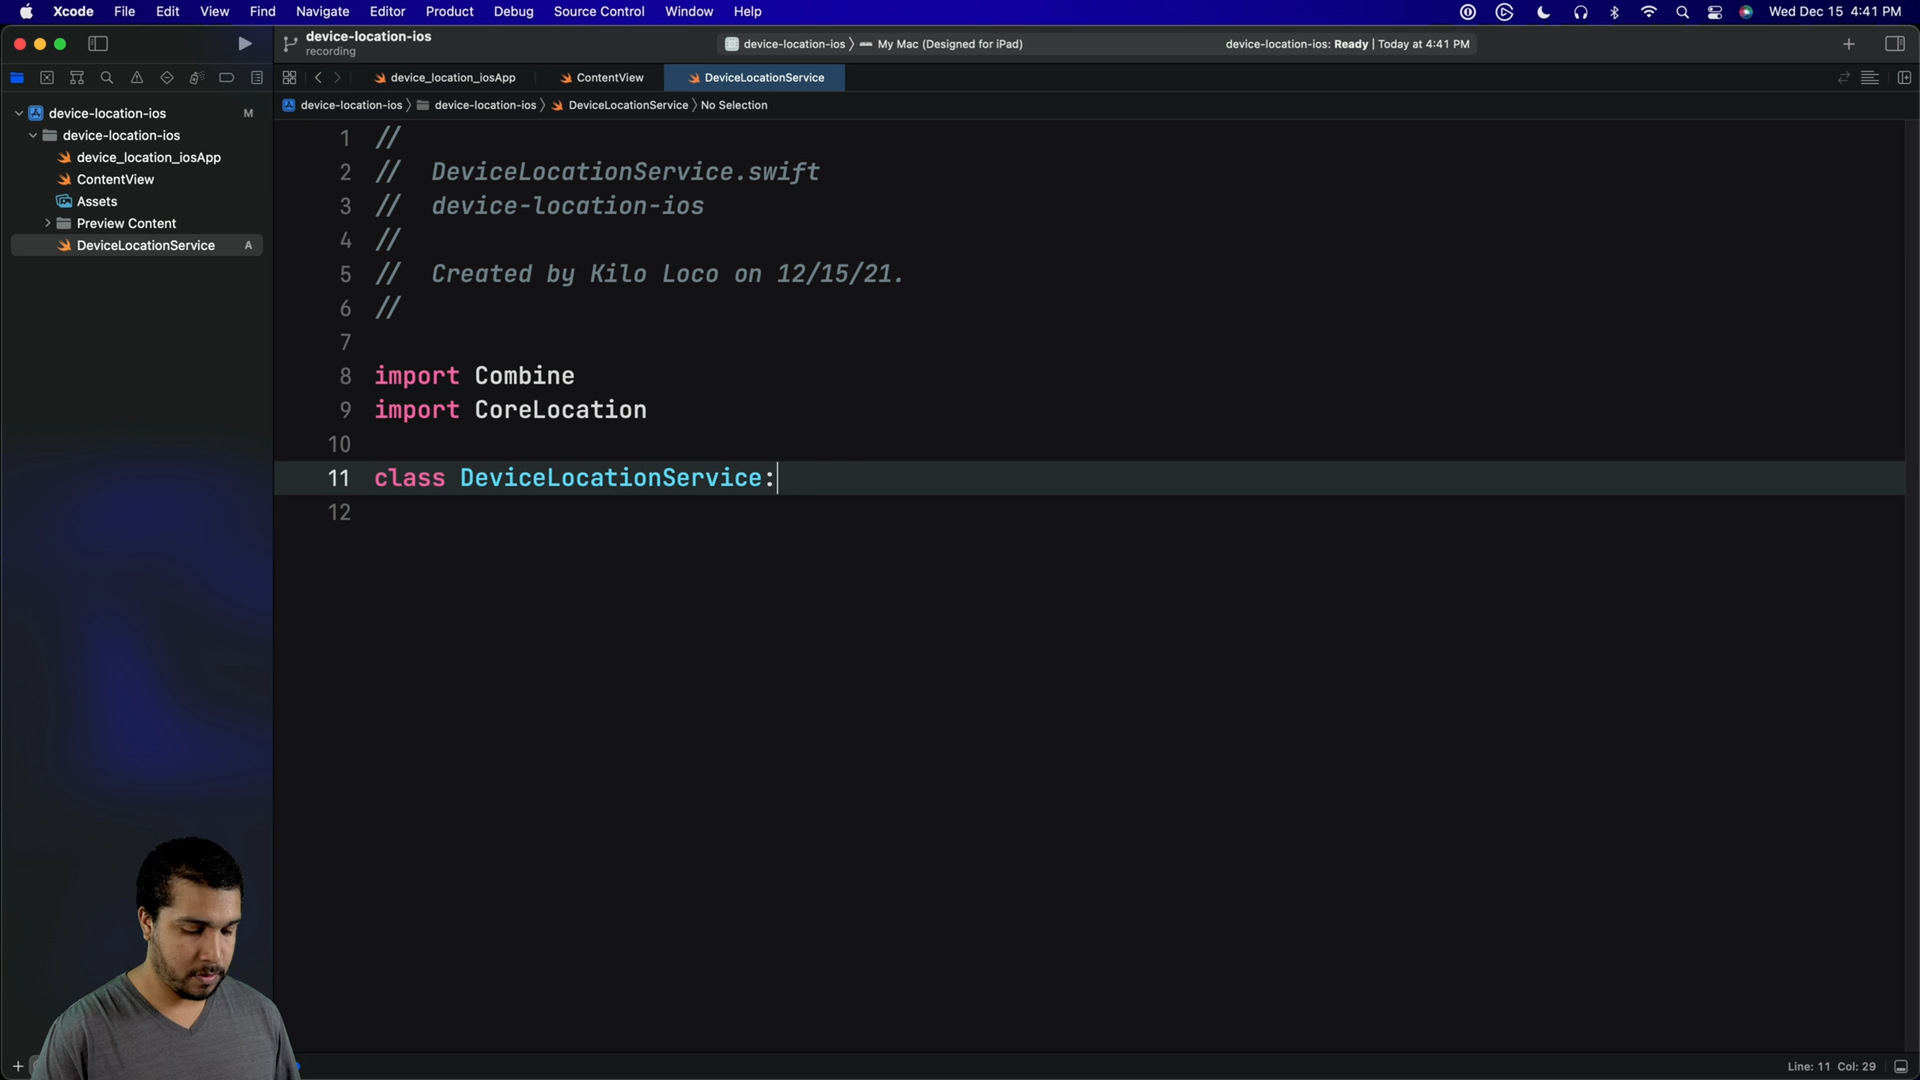 Xcode File Edit View Find Navigate Editor Product Debug Source Control Window Help Wed Dec 15 4:41 PM
device-location-ios
recording
device-location-ios 〉 My Mac (Designed for iPad)
device-location-ios: Ready | Today at 4:41 PM
device_location_iosApp ContentView DeviceLocationService
device-location-ios 〉 device-location-ios 〉 DeviceLocationService 〉 No Selection
device-location-ios M
device-location-ios
device_location_iosApp
ContentView
Assets
Preview Content
DeviceLocationService A
1 //
2 // DeviceLocationService.swift
3 // device-location-ios
4 //
5 // Created by Kilo Loco on 12/15/21.
6 //
7
8 import Combine
9 import CoreLocation
10
11 class DeviceLocationService:
12
Line: 11 Col: 29